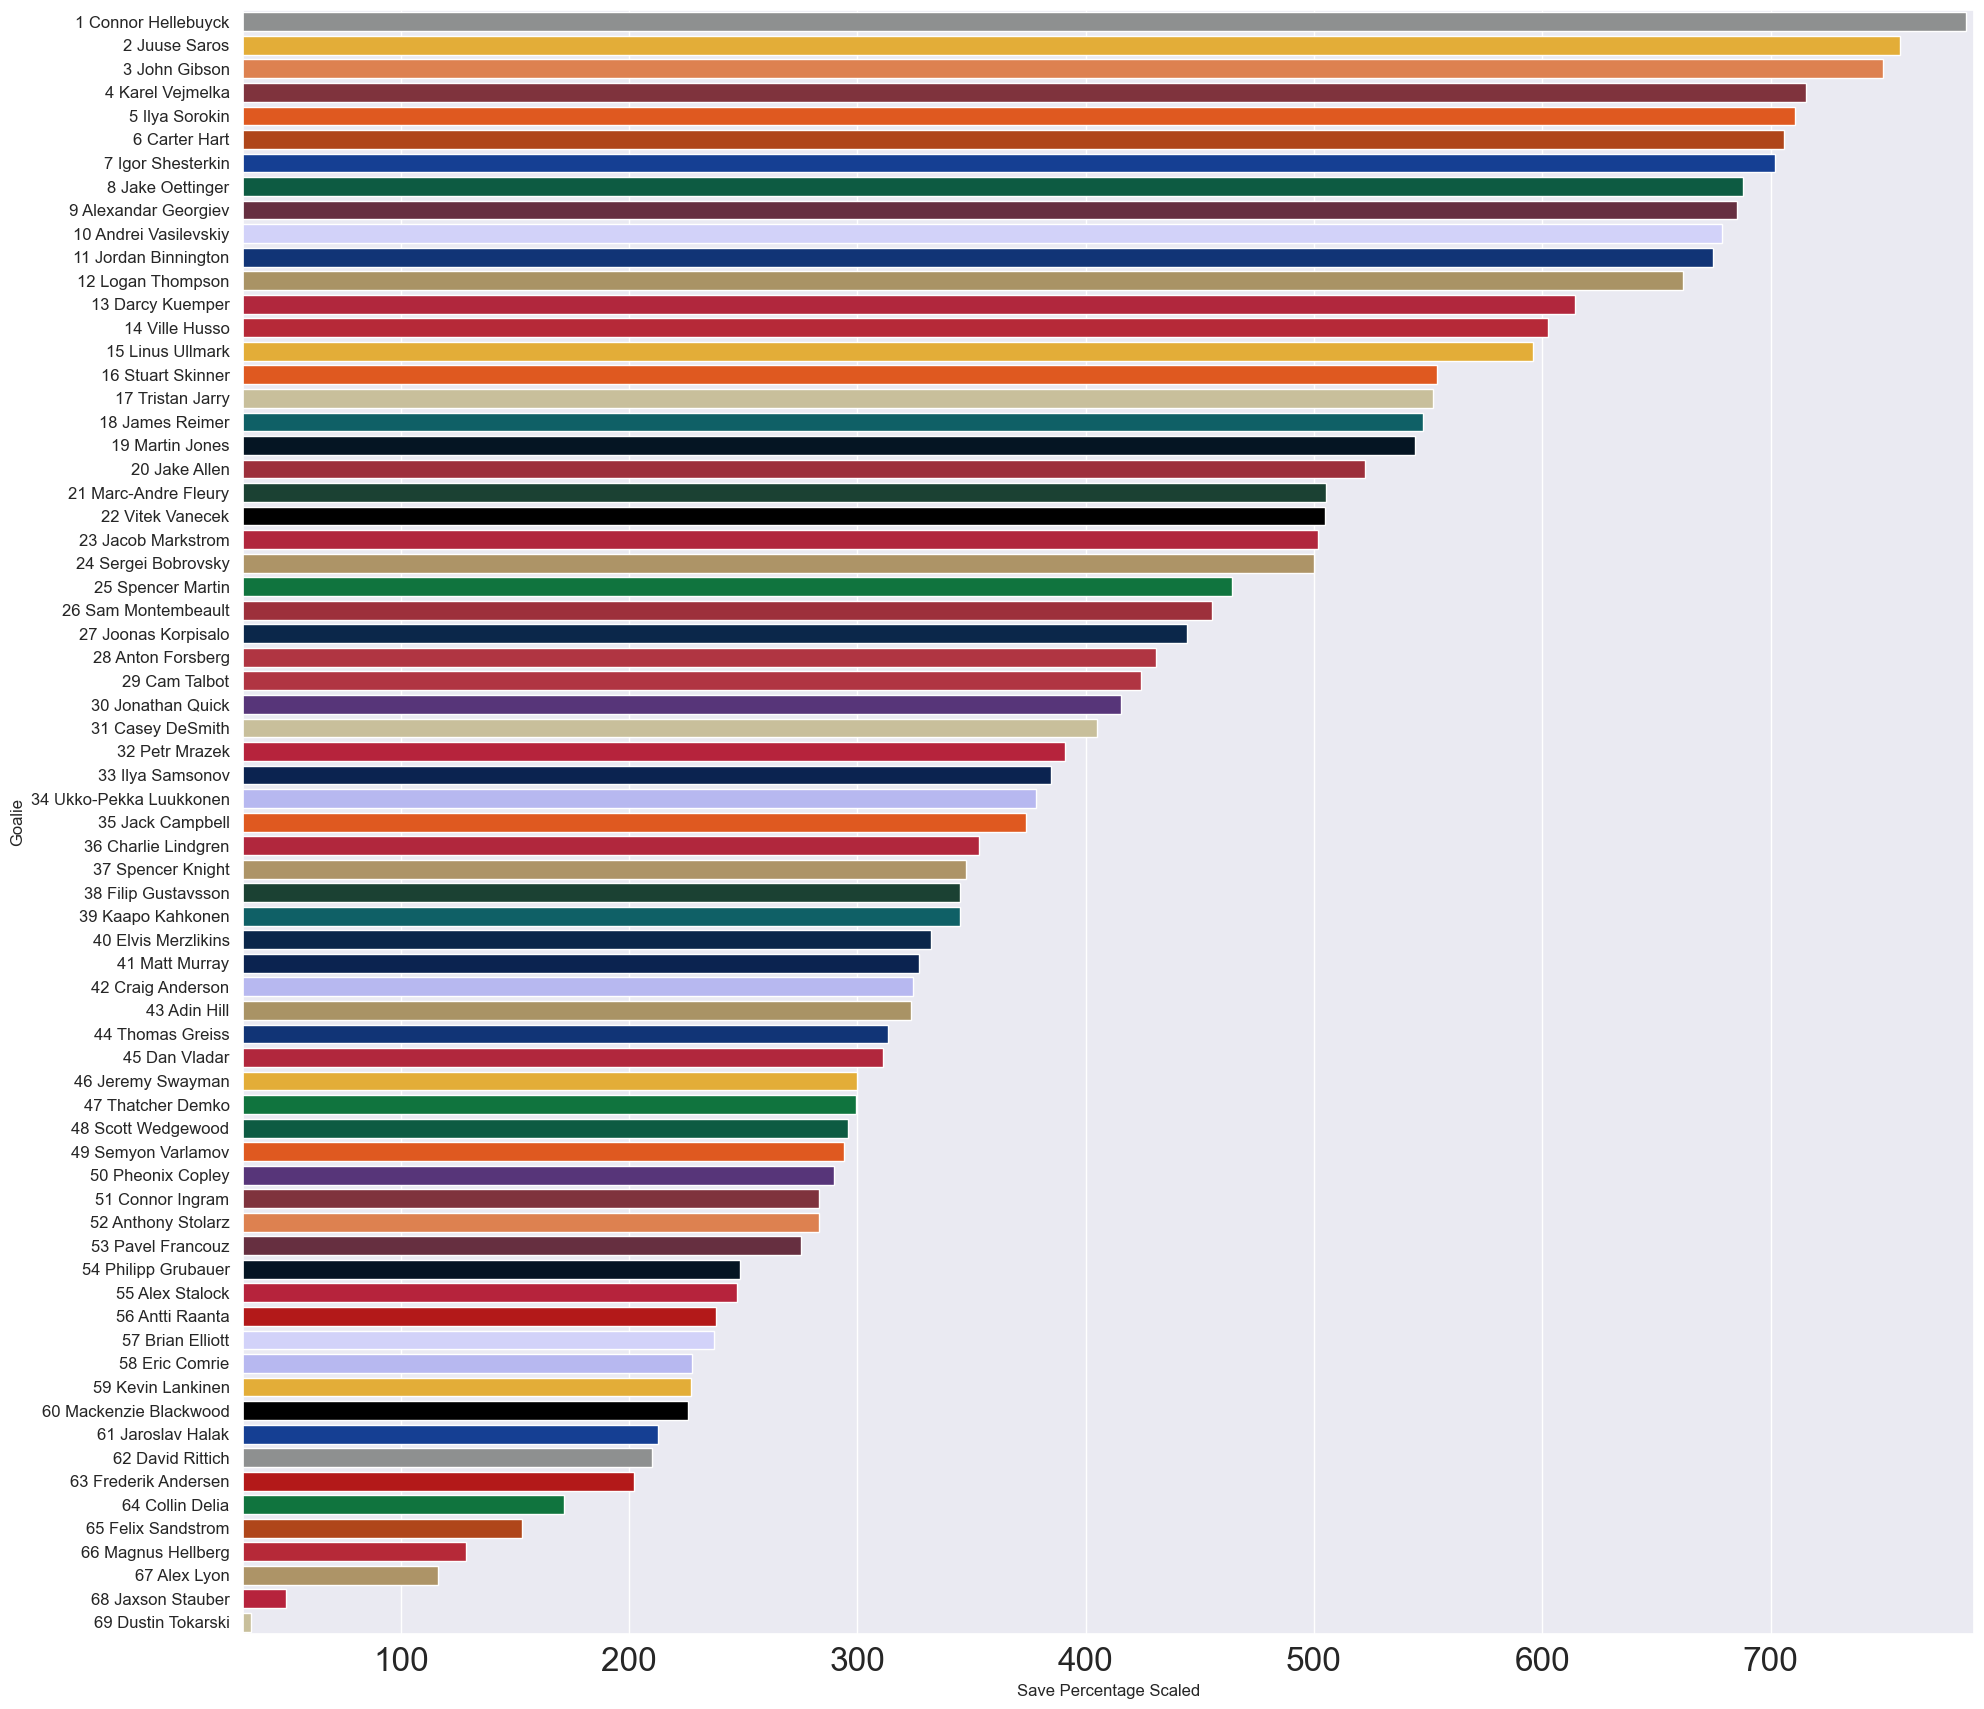 1 Connor Hellebuyck
2 Juuse Saros
3 John Gibson
4 Karel Vejmelka
5 Ilya Sorokin
6 Carter Hart
7 Igor Shesterkin
8 Jake Oettinger
9 Alexandar Georgiev
10 Andrei Vasilevskiy
11 Jordan Binnington
12 Logan Thompson
13 Darcy Kuemper
14 Ville Husso
15 Linus Ullmark
16 Stuart Skinner
17 Tristan Jarry
18 James Reimer
19 Martin Jones
20 Jake Allen
21 Marc-Andre Fleury
22 Vitek Vanecek
23 Jacob Markstrom
24 Sergei Bobrovsky
25 Spencer Martin
26 Sam Montembeault
27 Joonas Korpisalo
28 Anton Forsberg
29 Cam Talbot
30 Jonathan Quick
31 Casey DeSmith
32 Petr Mrazek
33 Ilya Samsonov
34 Ukko-Pekka Luukkonen
35 Jack Campbell
36 Charlie Lindgren
37 Spencer Knight
38 Filip Gustavsson
39 Kaapo Kahkonen
40 Elvis Merzlikins
41 Matt Murray
42 Craig Anderson
43 Adin Hill
44 Thomas Greiss
45 Dan Vladar
46 Jeremy Swayman
47 Thatcher Demko
48 Scott Wedgewood
49 Semyon Varlamov
50 Pheonix Copley
51 Connor Ingram
52 Anthony Stolarz
53 Pavel Francouz
54 Philipp Grubauer
55 Alex Stalock
56 Antti Raanta
57 Brian Elliott
58 Eric Comrie
59 Kevin Lankinen
60 Mackenzie Blackwood
61 Jaroslav Halak
62 David Rittich
63 Frederik Andersen
64 Collin Delia
65 Felix Sandstrom
66 Magnus Hellberg
67 Alex Lyon
68 Jaxson Stauber
69 Dustin Tokarski
Goalie
100 200 300 400 500 600 700
Save Percentage Scaled